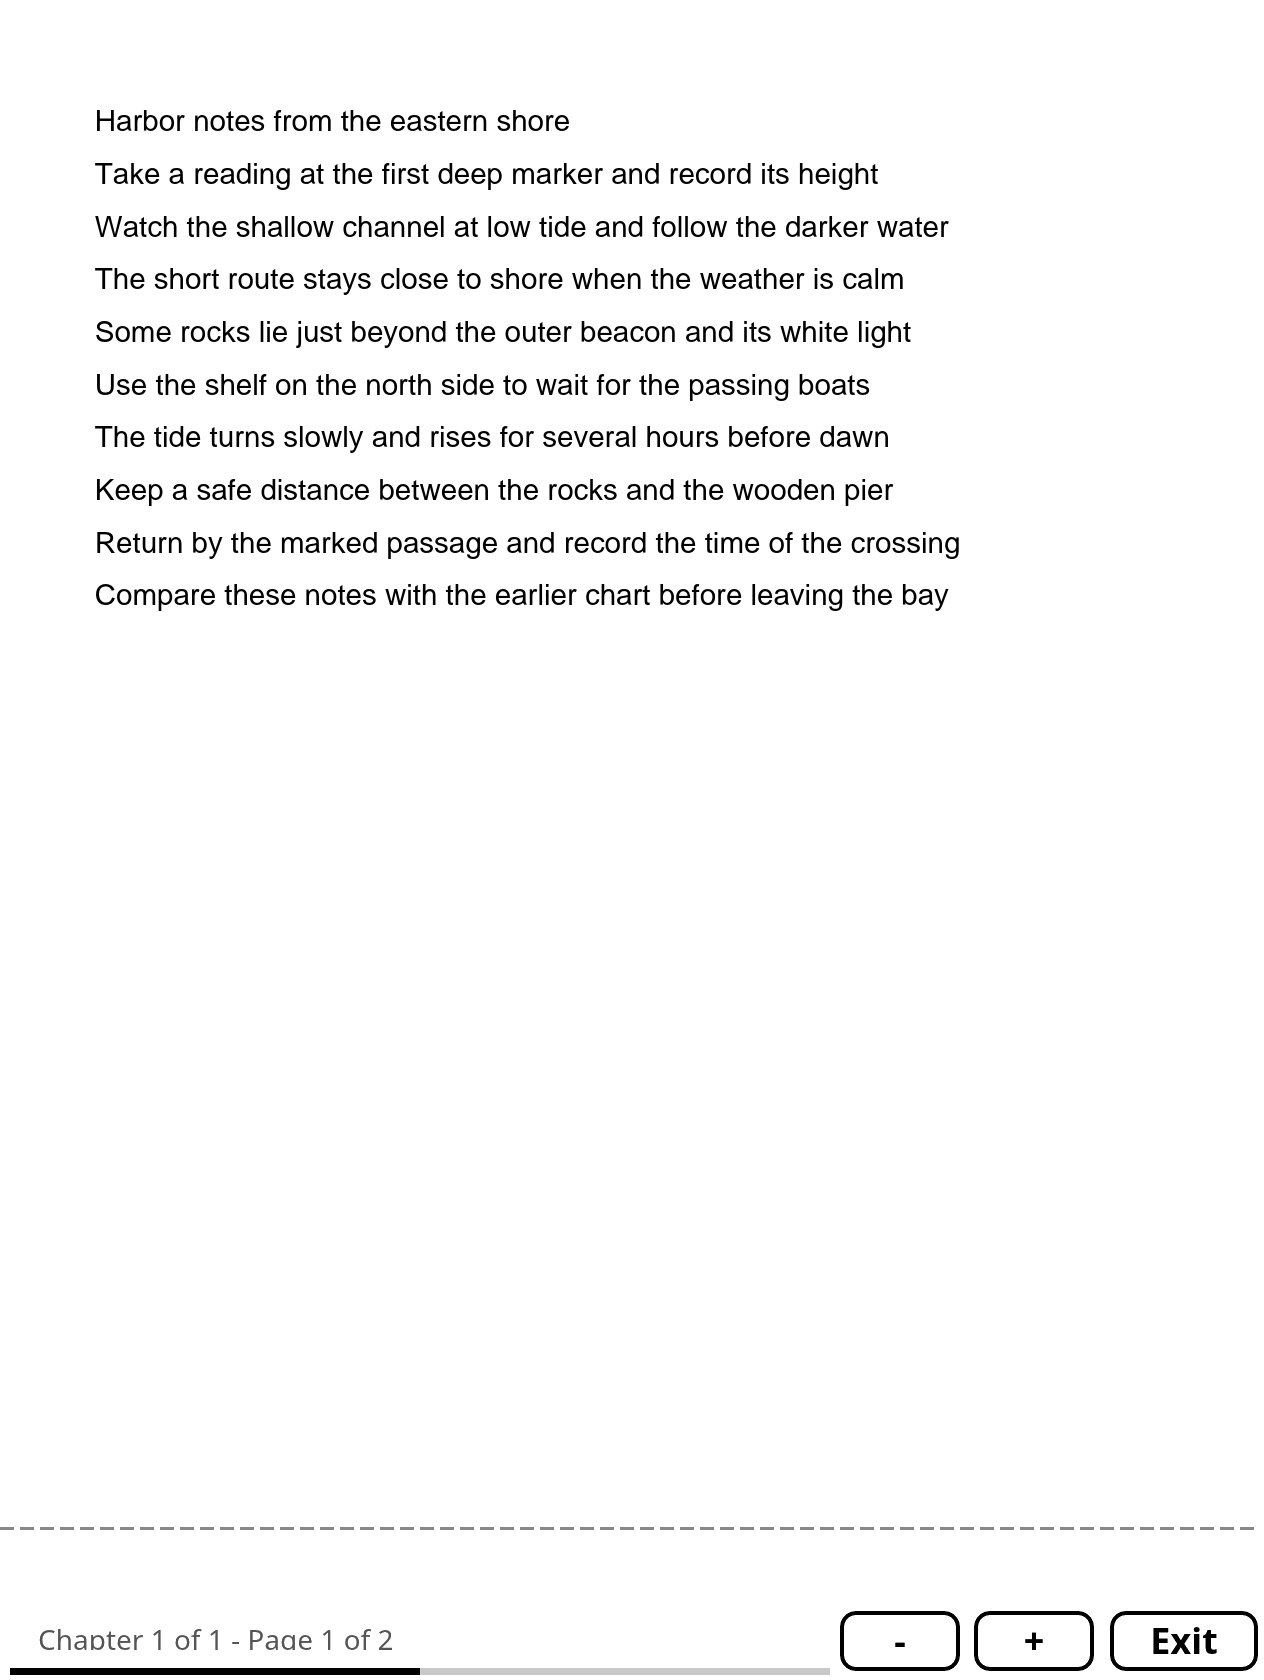 Harbor notes from the eastern shore
Take a reading at the first deep marker and record its height
Watch the shallow channel at low tide and follow the darker water
The short route stays close to shore when the weather is calm
Some rocks lie just beyond the outer beacon and its white light
Use the shelf on the north side to wait for the passing boats
The tide turns slowly and rises for several hours before dawn
Keep a safe distance between the rocks and the wooden pier
Return by the marked passage and record the time of the crossing
Compare these notes with the earlier chart before leaving the bay
Chapter 1 of 1 - Page 1 of 2
- + Exit